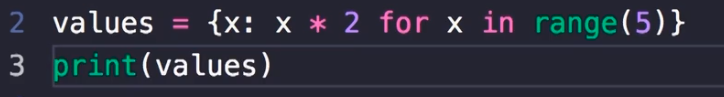 2 values = {x: x * 2 for x in range(5)}
3 print(values)